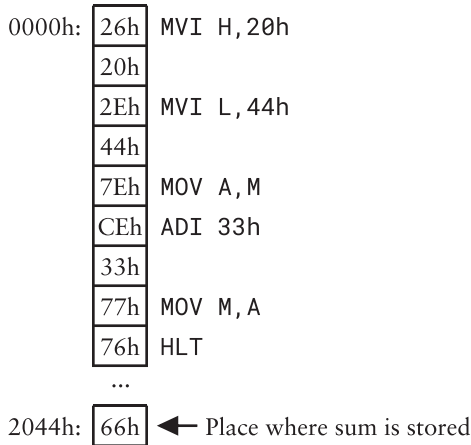 0000h: 26h MVI H,20h
20h
2Eh MVI L,44h
44h
7Eh MOV A,M
CEh ADI 33h
33h
77h MOV M,A
76h HLT
...
2044h: 66h Place where sum is stored